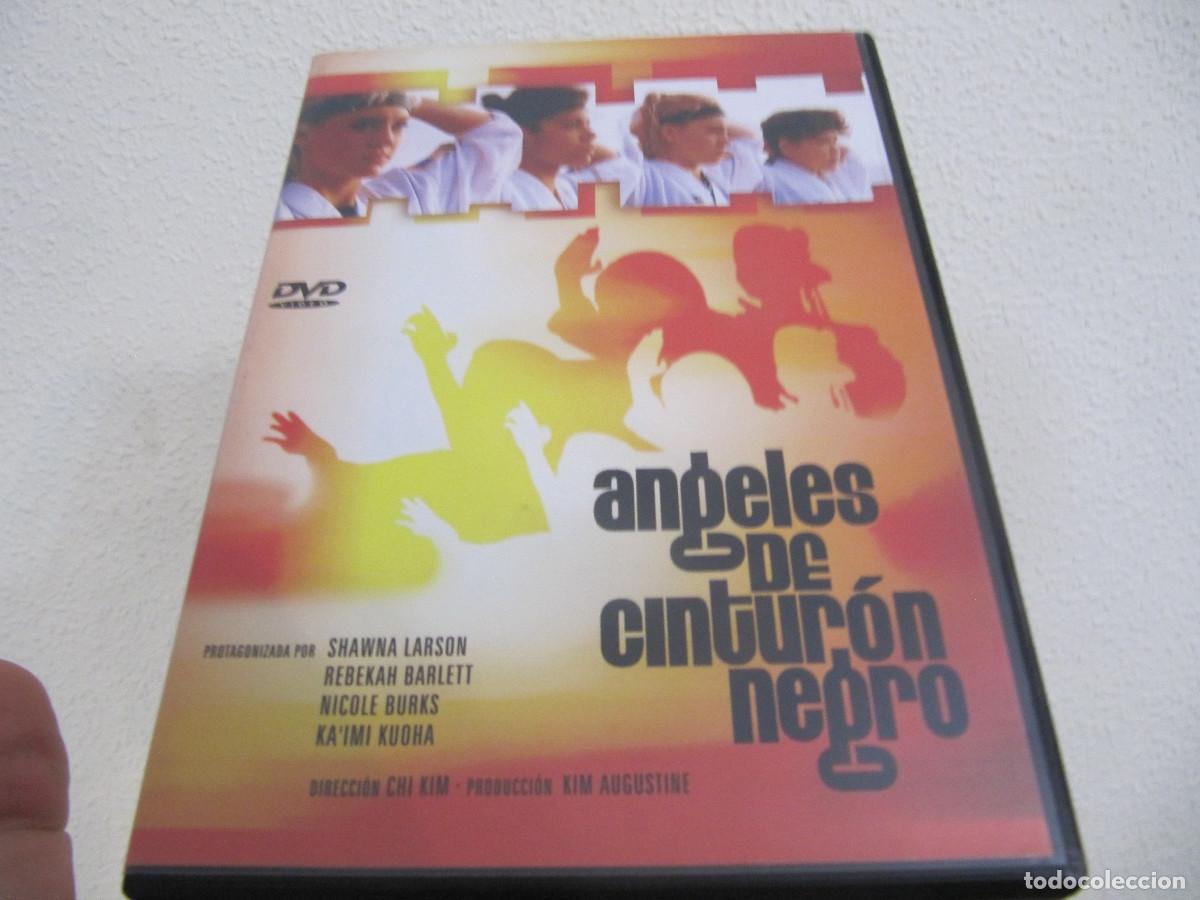 DVD
VIDEO
angeles
DE
cinturón
negro
PROTAGONIZADA POR SHAWNA LARSON
REBEKAH BARLETT
NICOLE BURKS
KA'IMI KUOHA
DIRECCIÓN CHI KIM · PRODUCCIÓN KIM AUGUSTINE
todocoleccion